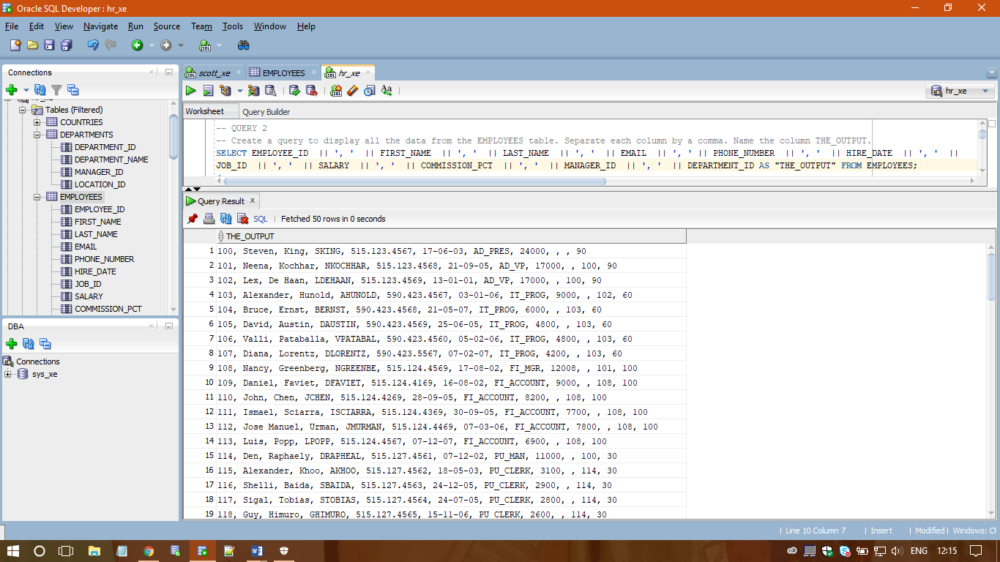 Oracle SQL Developer : hr_xe
File Edit View Navigate Run Source Team Tools Window Help
Connections
Tables (Filtered)
COUNTRIES
DEPARTMENTS
DEPARTMENT_ID
DEPARTMENT_NAME
MANAGER_ID
LOCATION_ID
EMPLOYEES
EMPLOYEE_ID
FIRST_NAME
LAST_NAME
EMAIL
PHONE_NUMBER
HIRE_DATE
JOB_ID
SALARY
COMMISSION_PCT
DBA
Connections
sys_xe
scott_xe EMPLOYEES hr_xe
hr_xe
Worksheet Query Builder
-- QUERY 2
-- Create a query to display all the data from the EMPLOYEES table. Separate each column by a comma. Name the column THE_OUTPUT.
SELECT EMPLOYEE_ID || ', ' || FIRST_NAME || ', ' || LAST_NAME || ', ' || EMAIL || ', ' || PHONE_NUMBER || ', ' || HIRE_DATE || ', ' ||
JOB_ID || ', ' || SALARY || ', ' || COMMISSION_PCT || ', ' || MANAGER_ID || ', ' || DEPARTMENT_ID AS "THE_OUTPUT" FROM EMPLOYEES;
Query Result x
SQL | Fetched 50 rows in 0 seconds
THE_OUTPUT
1 100, Steven, King, SKING, 515.123.4567, 17-06-03, AD_PRES, 24000, , , 90
2 101, Neena, Kochhar, NKOCHHAR, 515.123.4568, 21-09-05, AD_VP, 17000, , 100, 90
3 102, Lex, De Haan, LDEHAAN, 515.123.4569, 13-01-01, AD_VP, 17000, , 100, 90
4 103, Alexander, Hunold, AHUNOLD, 590.423.4567, 03-01-06, IT_PROG, 9000, , 102, 60
5 104, Bruce, Ernst, BERNST, 590.423.4568, 21-05-07, IT_PROG, 6000, , 103, 60
6 105, David, Austin, DAUSTIN, 590.423.4569, 25-06-05, IT_PROG, 4800, , 103, 60
7 106, Valli, Pataballa, VPATABAL, 590.423.4560, 05-02-06, IT_PROG, 4800, , 103, 60
8 107, Diana, Lorentz, DLORENTZ, 590.423.5567, 07-02-07, IT_PROG, 4200, , 103, 60
9 108, Nancy, Greenberg, NGREENBE, 515.124.4569, 17-08-02, FI_MGR, 12008, , 101, 100
10 109, Daniel, Faviet, DFAVIET, 515.124.4169, 16-08-02, FI_ACCOUNT, 9000, , 108, 100
11 110, John, Chen, JCHEN, 515.124.4269, 28-09-05, FI_ACCOUNT, 8200, , 108, 100
12 111, Ismael, Sciarra, ISCIARRA, 515.124.4369, 30-09-05, FI_ACCOUNT, 7700, , 108, 100
13 112, Jose Manuel, Urman, JMURMAN, 515.124.4469, 07-03-06, FI_ACCOUNT, 7800, , 108, 100
14 113, Luis, Popp, LPOPP, 515.124.4567, 07-12-07, FI_ACCOUNT, 6900, , 108, 100
15 114, Den, Raphaely, DRAPHEAL, 515.127.4561, 07-12-02, PU_MAN, 11000, , 100, 30
16 115, Alexander, Khoo, AKHOO, 515.127.4562, 18-05-03, PU_CLERK, 3100, , 114, 30
17 116, Shelli, Baida, SBAIDA, 515.127.4563, 24-12-05, PU_CLERK, 2900, , 114, 30
18 117, Sigal, Tobias, STOBIAS, 515.127.4564, 24-07-05, PU_CLERK, 2800, , 114, 30
19 118, Guy, Himuro, GHIMURO, 515.127.4565, 15-11-06, PU_CLERK, 2600, , 114, 30
| Line 10 Column 7 | Insert | Modified | Windows: CF
ENG 12:15